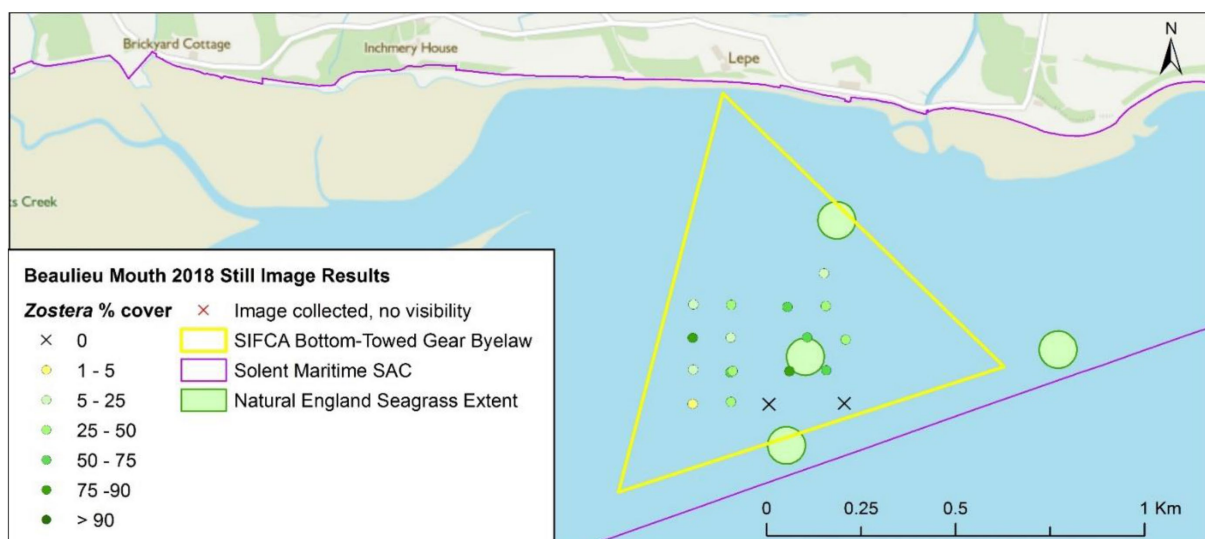 Brickyard Cottage
Inchmery House
Lepe
N
ts Creek
Beaulieu Mouth 2018 Still Image Results
Zostera % cover
Image collected, no visibility
0
SIFCA Bottom-Towed Gear Byelaw
1 - 5
Solent Maritime SAC
5 - 25
Natural England Seagrass Extent
25 - 50
50 - 75
75 -90
> 90
0 0.25 0.5 1 Km